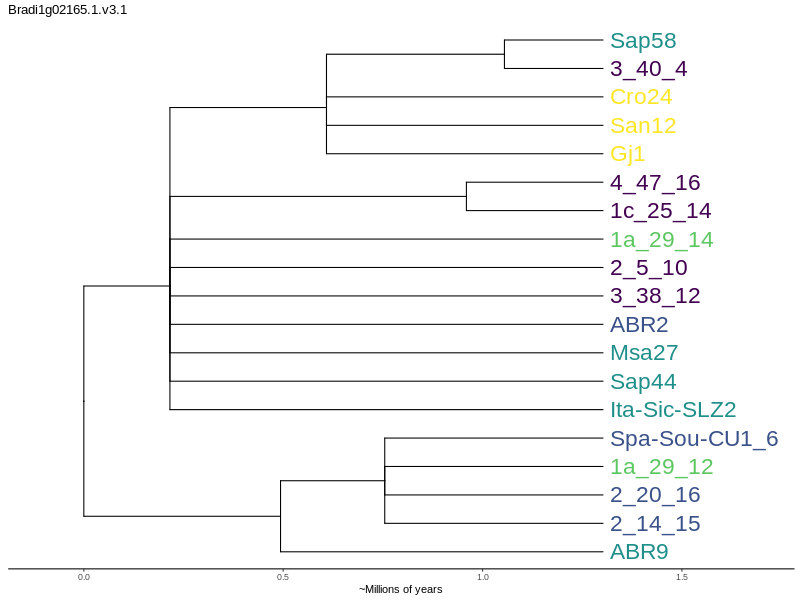 Bradi1g02165.1.v3.1
Sap58
3_40_4
Cro24
San12
Gj1
4_47_16
1c_25_14
1a_29_14
2_5_10
3_38_12
ABR2
Msa27
Sap44
Ita-Sic-SLZ2
Spa-Sou-CU1_6
1a_29_12
2_20_16
2_14_15
ABR9
0.0 0.5 1.0 1.5
~Millions of years